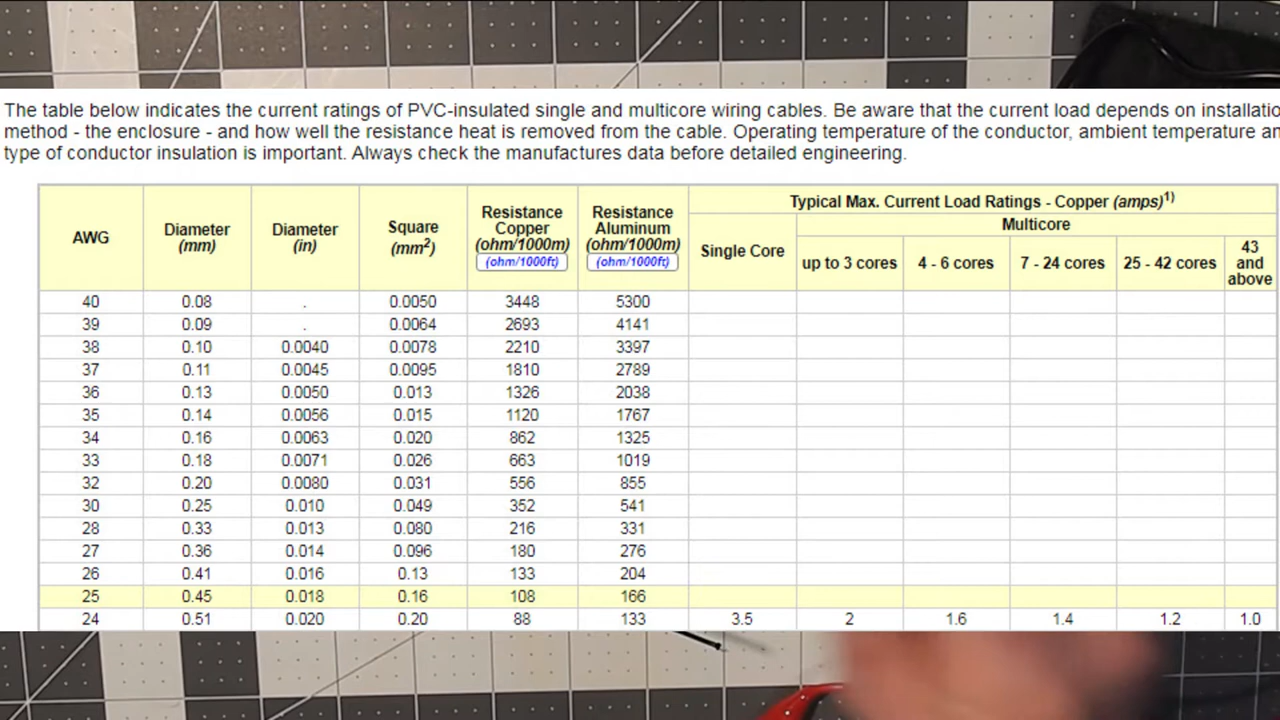 The table below indicates the current ratings of PVC-insulated single and multicore wiring cables. Be aware that the current load depends on
method - the enclosure - and how well the resistance heat is removed from the cable. Operating temperature of the conductor, ambient temperature
type of conductor insulation is important. Always check the manufactures data before detailed engineering.
Typical Max. Current Load Ratings - Copper (amps)1)
AWG Diameter (mm) Diameter (in) Square (mm2) Resistance Copper (ohm/1000m) (ohm/1000ft) Resistance Aluminum (ohm/1000m) (ohm/1000ft) Single Core Multicore
up to 3 cores 4 - 6 cores 7 - 24 cores 25 - 42 cores 43 and above
40 0.08 . 0.0050 3448 5300
39 0.09 . 0.0064 2693 4141
38 0.10 0.0040 0.0078 2210 3397
37 0.11 0.0045 0.0095 1810 2789
36 0.13 0.0050 0.013 1326 2038
35 0.14 0.0056 0.015 1120 1767
34 0.16 0.0063 0.020 862 1325
33 0.18 0.0071 0.026 663 1019
32 0.20 0.0080 0.031 556 855
30 0.25 0.010 0.049 352 541
28 0.33 0.013 0.080 216 331
27 0.36 0.014 0.096 180 276
26 0.41 0.016 0.13 133 204
25 0.45 0.018 0.16 108 166
24 0.51 0.020 0.20 88 133 3.5 2 1.6 1.4 1.2 1.0